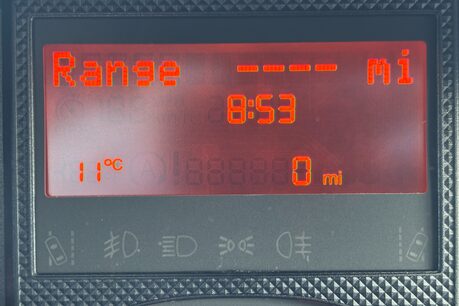 Range ---- mi
8:53
11°C 0 mi